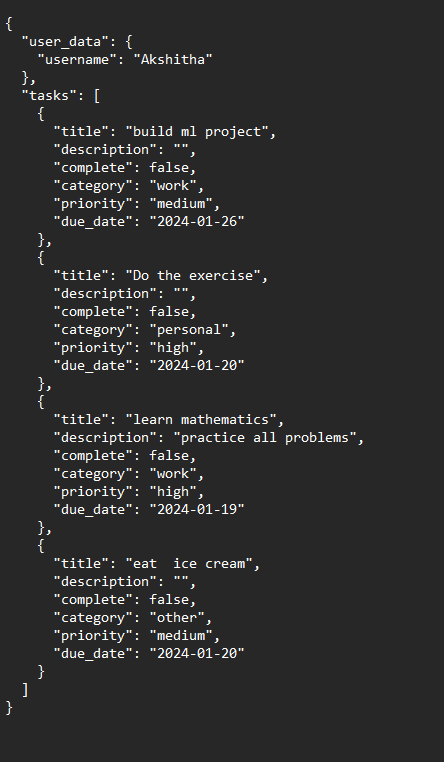 {
  "user_data": {
    "username": "Akshitha"
  },
  "tasks": [
    {
      "title": "build ml project",
      "description": "",
      "complete": false,
      "category": "work",
      "priority": "medium",
      "due_date": "2024-01-26"
    },
    {
      "title": "Do the exercise",
      "description": "",
      "complete": false,
      "category": "personal",
      "priority": "high",
      "due_date": "2024-01-20"
    },
    {
      "title": "learn mathematics",
      "description": "practice all problems",
      "complete": false,
      "category": "work",
      "priority": "high",
      "due_date": "2024-01-19"
    },
    {
      "title": "eat  ice cream",
      "description": "",
      "complete": false,
      "category": "other",
      "priority": "medium",
      "due_date": "2024-01-20"
    }
  ]
}